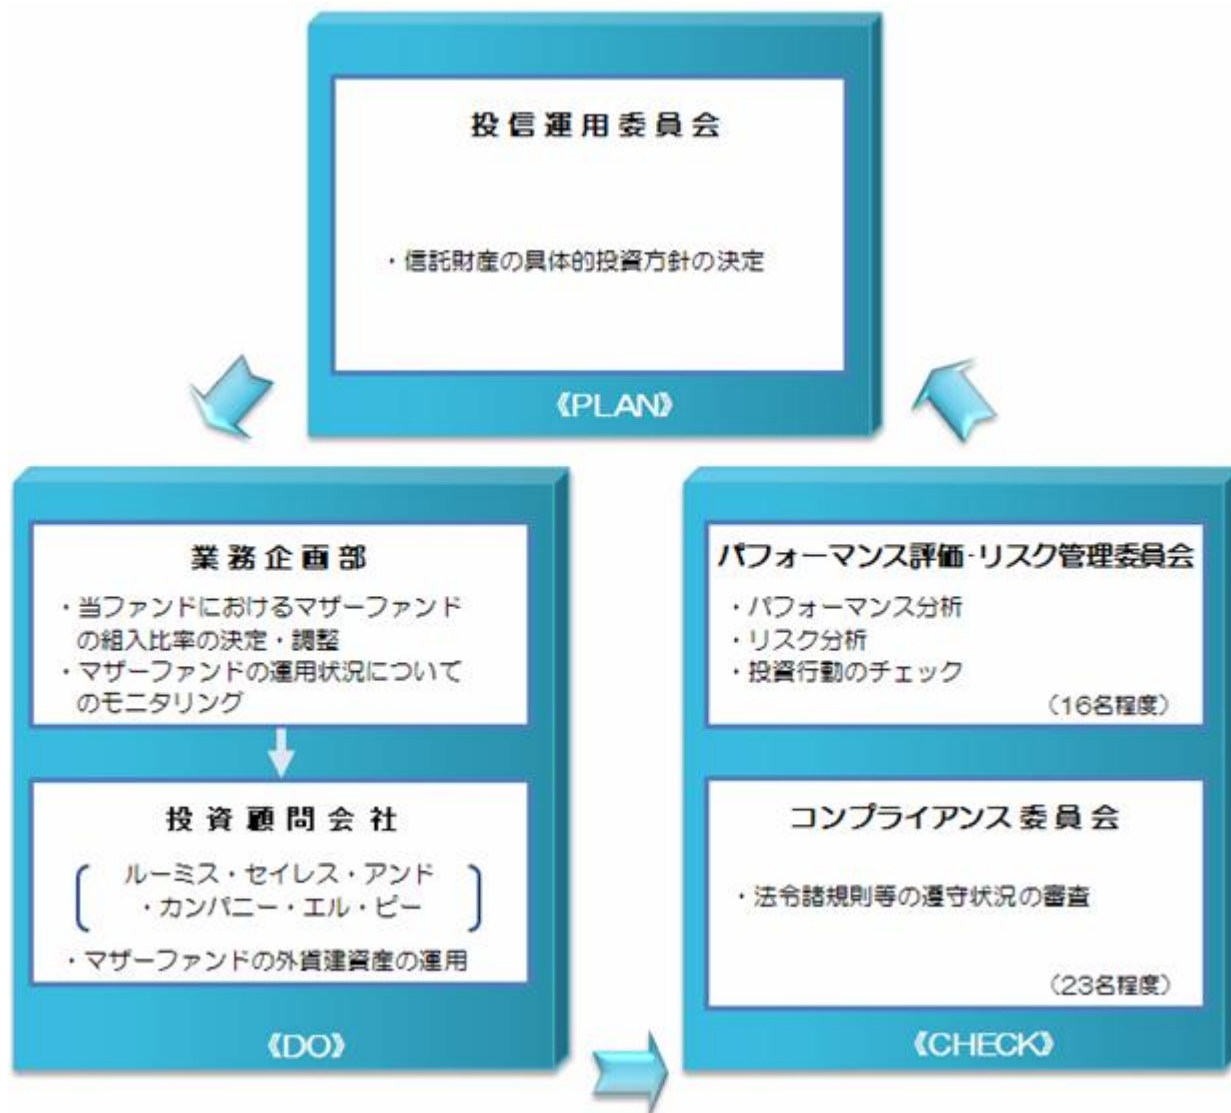 投信運用委員会
・信託財産の具体的投資方針の決定
《PLAN》
業務企画部
・当ファンドにおけるマザーファンド
の組入比率の決定・調整
・マザーファンドの運用状況について
のモニタリング
投資顧問会社
ルーミス・セイレス・アンド
・カンパニー・エル・ピー
・マザーファンドの外貨建資産の運用
《DO》
パフォーマンス評価・リスク管理委員会
・パフォーマンス分析
・リスク分析
・投資行動のチェック
（16名程度）
コンプライアンス委員会
・法令諸規則等の遵守状況の審査
（23名程度）
《CHECK》